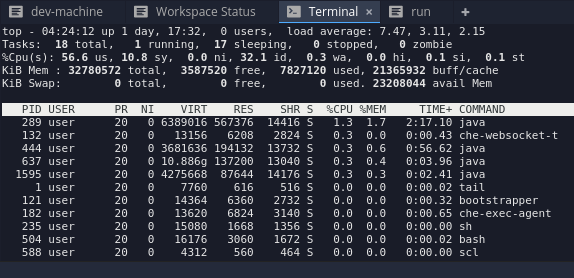 dev-machine Workspace Status Terminal × run +
top - 04:24:12 up 1 day, 17:32, 0 users, load average: 7.47, 3.11, 2.15
Tasks: 18 total, 1 running, 17 sleeping, 0 stopped, 0 zombie
%Cpu(s): 56.6 us, 10.8 sy, 0.0 ni, 32.1 id, 0.3 wa, 0.0 hi, 0.1 si, 0.1 st
KiB Mem : 32780572 total, 3587520 free, 7827120 used, 21365932 buff/cache
KiB Swap: 0 total, 0 free, 0 used. 23208044 avail Mem
PID USER PR NI VIRT RES SHR S %CPU %MEM TIME+ COMMAND
289 user 20 0 6389016 567376 14416 S 1.3 1.7 2:17.10 java
132 user 20 0 13156 6208 2824 S 0.3 0.0 0:00.43 che-websocket-t
444 user 20 0 3681636 194132 13732 S 0.3 0.6 0:56.62 java
637 user 20 0 10.886g 137200 13040 S 0.3 0.4 0:03.96 java
1595 user 20 0 4275668 87644 14176 S 0.3 0.3 0:02.41 java
1 user 20 0 7760 616 516 S 0.0 0.0 0:00.02 tail
121 user 20 0 14364 6360 2732 S 0.0 0.0 0:00.32 bootstrapper
182 user 20 0 13620 6824 3140 S 0.0 0.0 0:00.65 che-exec-agent
235 user 20 0 15080 1668 1356 S 0.0 0.0 0:00.00 sh
504 user 20 0 16176 3060 1672 S 0.0 0.0 0:00.02 bash
588 user 20 0 4312 560 464 S 0.0 0.0 0:00.00 scl